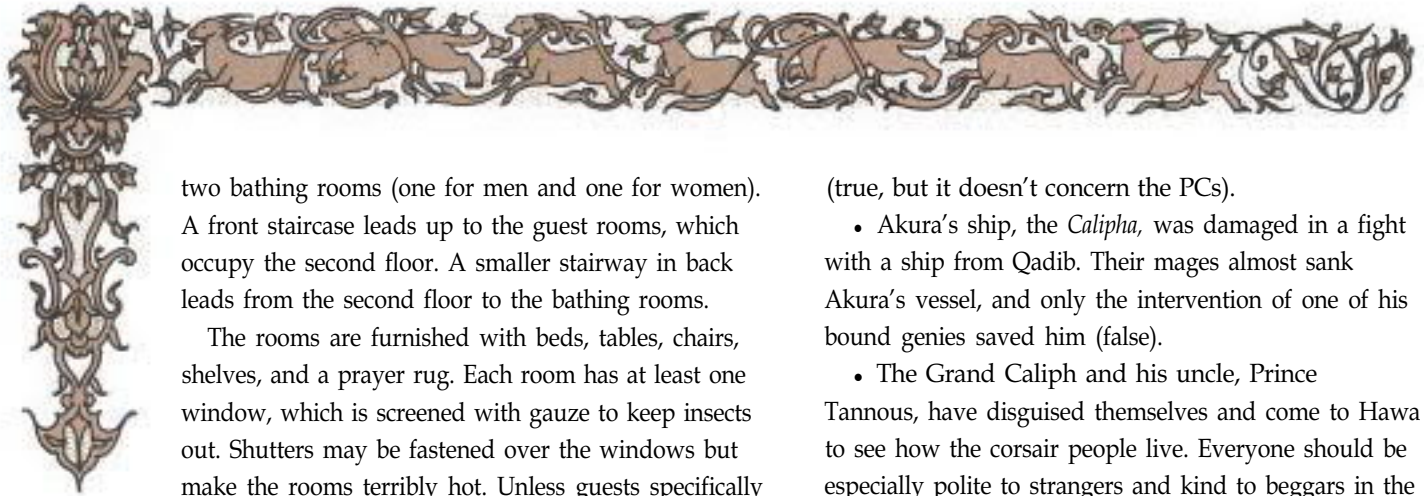 two bathing rooms (one for men and one for women).
A front staircase leads up to the guest rooms, which
occupy the second floor. A smaller stairway in back
leads from the second floor to the bathing rooms.
The rooms are furnished with beds, tables, chairs,
shelves, and a prayer rug. Each room has at least one
window, which is screened with gauze to keep insects
out. Shutters may be fastened over the windows but
make the rooms terribly hot. Unless guests specifically
(true, but it doesn’t concern the PCs).
• Akura’s ship, the Calipha, was damaged in a fight
with a ship from Qadib. Their mages almost sank
Akura’s vessel, and only the intervention of one of his
bound genies saved him (false).
• The Grand Caliph and his uncle, Prince
Tannous, have disguised themselves and come to Hawa
to see how the corsair people live. Everyone should be
especially polite to strangers and kind to beggars in the